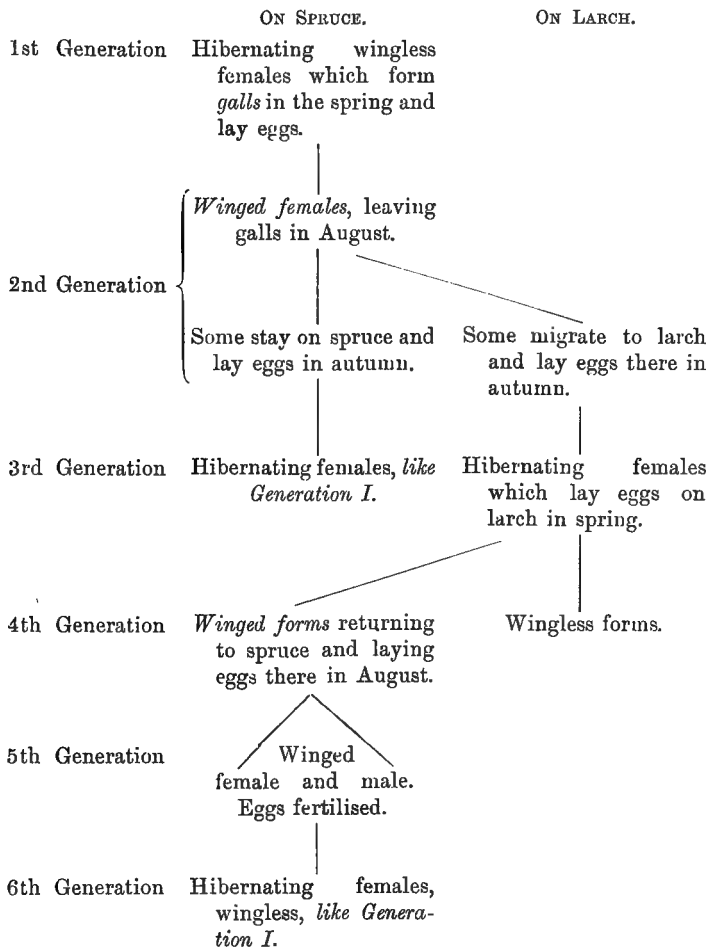 ON SPRUCE. ON LARCH.
1st Generation Hibernating wingless
females which form
galls in the spring and
lay eggs.
Winged females, leaving
galls in August.
2nd Generation
Some stay on spruce and
lay eggs in autumn.
Some migrate to larch
and lay eggs there in
autumn.
3rd Generation Hibernating females, like
Generation I.
Hibernating females
which lay eggs on
larch in spring.
4th Generation Winged forms returning
to spruce and laying
eggs there in August.
Wingless forms.
5th Generation Winged
female and male.
Eggs fertilised.
6th Generation Hibernating females,
wingless, like Genera-
tion I.